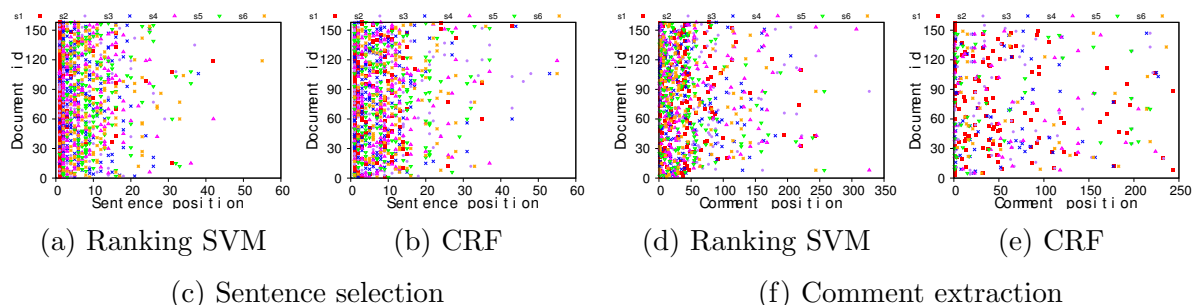 s1 s2 s3 s4 s5 s6
Document id
0 30 60 90 120 150
0 10 20 30 40 50 60
Sentence position
(a) Ranking SVM
s1 s2 s3 s4 s5 s6
Document id
0 30 60 90 120 150
0 10 20 30 40 50 60
Sentence position
(b) CRF
(c) Sentence selection
s1 s2 s3 s4 s5 s6
Document id
0 30 60 90 120 150
0 50 100 150 200 250 300 350
Comment position
(d) Ranking SVM
s1 s2 s3 s4 s5 s6
Document id
0 30 60 90 120 150
0 50 100 150 200 250
Comment position
(e) CRF
(f) Comment extraction